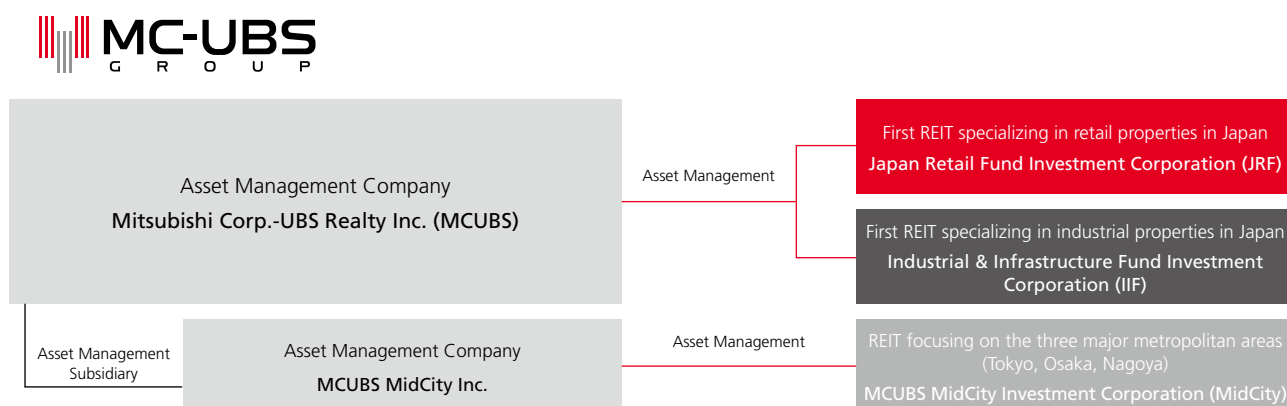 MC-UBS
GROUP
Asset Management Company
Mitsubishi Corp.-UBS Realty Inc. (MCUBS)
Asset Management
First REIT specializing in retail properties in Japan
Japan Retail Fund Investment Corporation (JRF)
First REIT specializing in industrial properties in Japan
Industrial & Infrastructure Fund Investment
Corporation (IIF)
Asset Management
Subsidiary
Asset Management Company
MCUBS MidCity Inc.
Asset Management
REIT focusing on the three major metropolitan areas
(Tokyo, Osaka, Nagoya)
MCUBS MidCity Investment Corporation (MidCity)